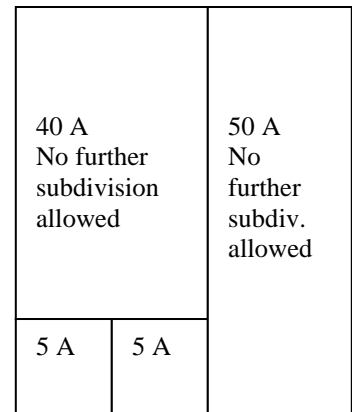 40 A
No further
subdivision
allowed
50 A
No
further
subdiv.
allowed
5 A
5 A